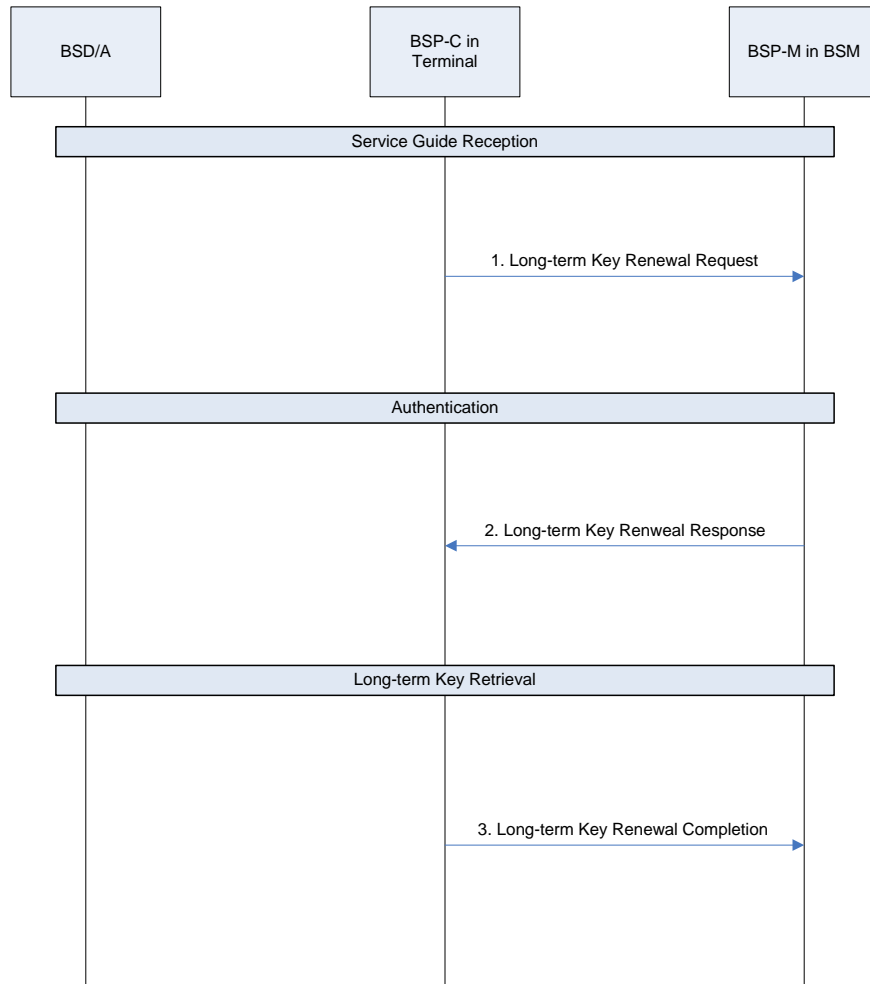 BSD/A
BSP-C in
Terminal
BSP-M in BSM
Service Guide Reception
1. Long-term Key Renewal Request
Authentication
2. Long-term Key Renweal Response
Long-term Key Retrieval
3. Long-term Key Renewal Completion